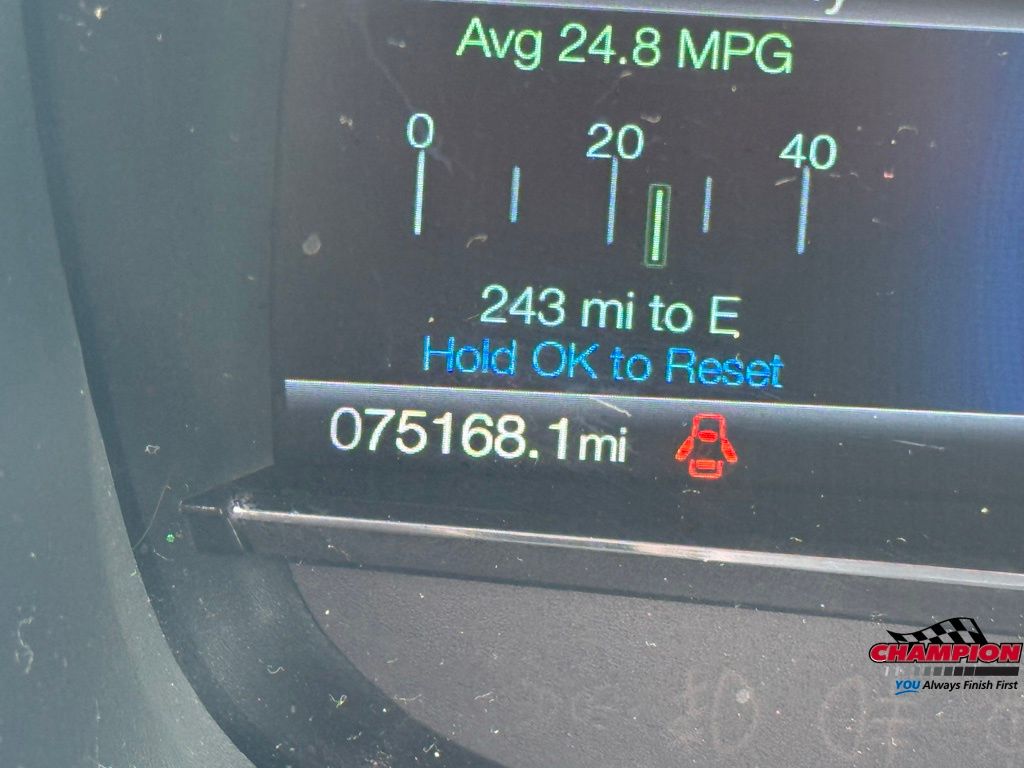 Avg 24.8 MPG
0 20 40
243 mi to E
Hold OK to Reset
075168.1mi
CHAMPION
YOU Always Finish First